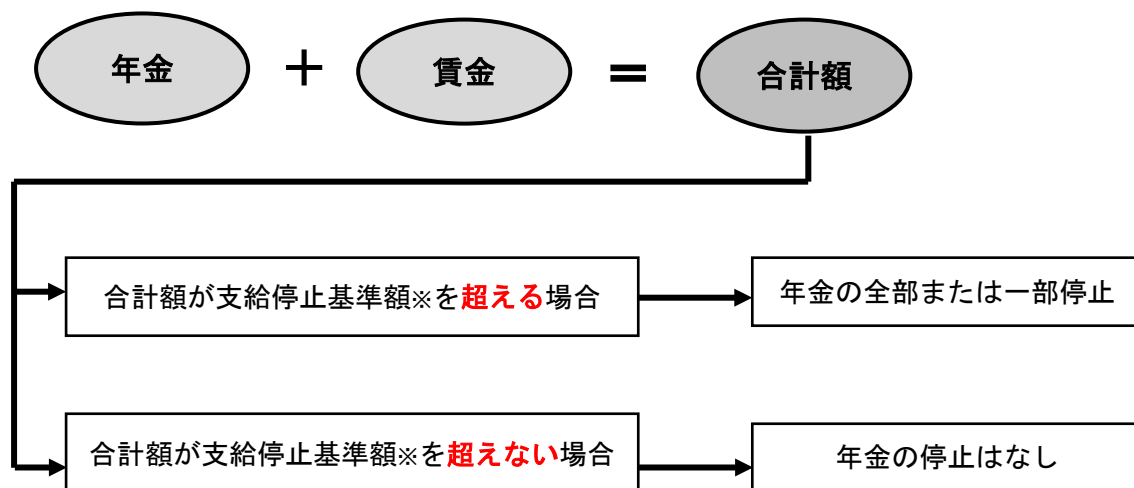 年金 + 賃金 = 合計額
合計額が支給停止基準額※を超える場合
年金の全部または一部停止
合計額が支給停止基準額※を超えない場合
年金の停止はなし